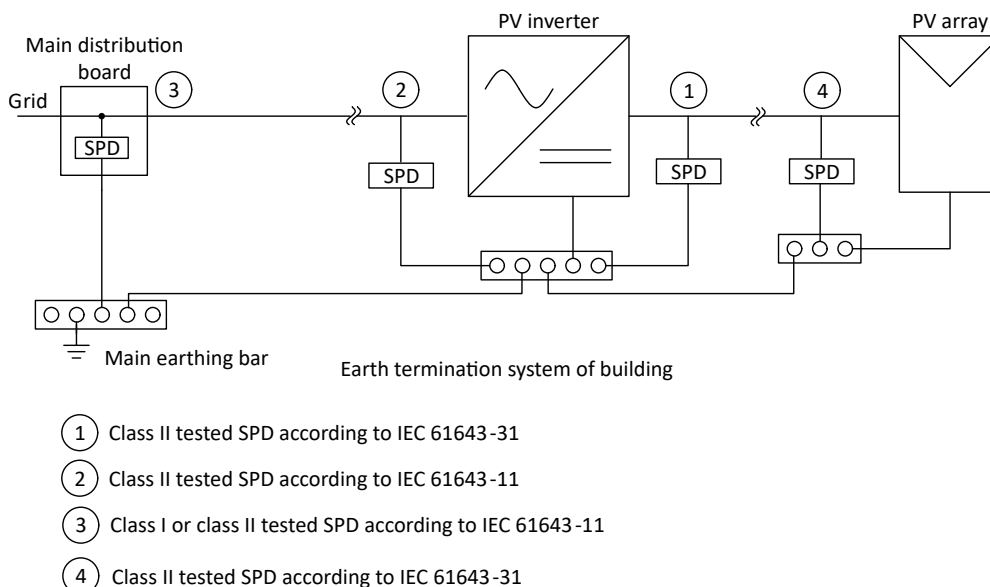 PV inverter
PV array
Main distribution
board
3
2
1
4
Grid
SPD
SPD
SPD
SPD
Main earthing bar
Earth termination system of building
1 Class II tested SPD according to IEC 61643-31
2 Class II tested SPD according to IEC 61643-11
3 Class I or class II tested SPD according to IEC 61643-11
4 Class II tested SPD according to IEC 61643-31